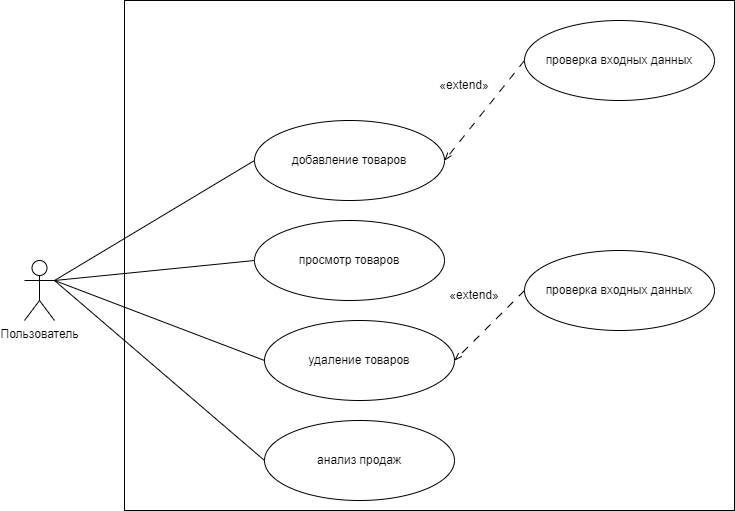 проверка входных данных
«extend»
добавление товаров
просмотр товаров
проверка входных данных
«extend»
Пользователь
удаление товаров
анализ продаж